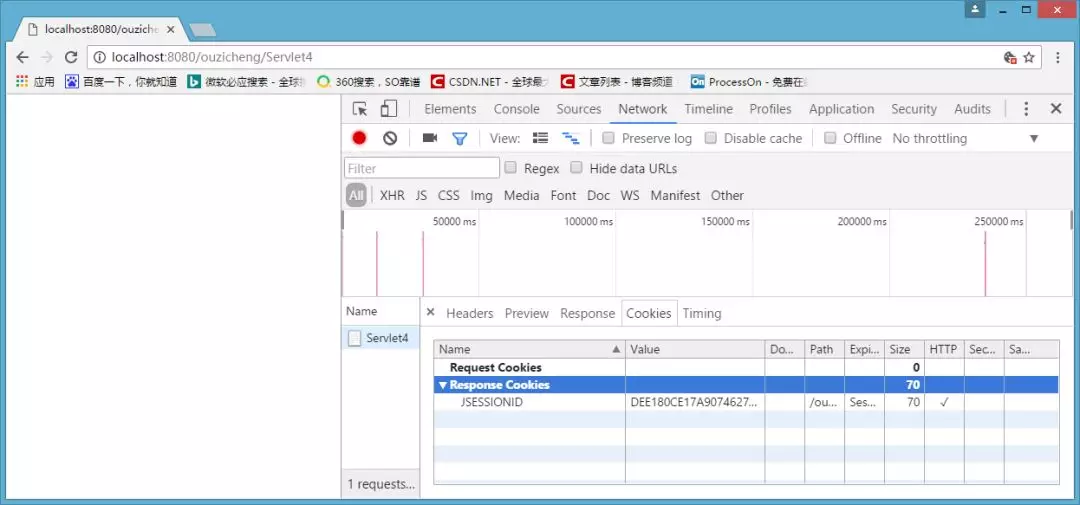 localhost:8080/ouziche
localhost:8080/ouzicheng/Servlet4
应用 百度一下，你就知道 微软必应搜索 - 全球 360搜索，SO靠谱 CSDN.NET - 全球最 文章列表 - 博客频道 On ProcessOn - 免费在
Elements Console Sources Network Timeline Profiles Application Security Audits
View: Preserve log Disable cache Offline No throttling
Filter Regex Hide data URLs
All XHR JS CSS Img Media Font Doc WS Manifest Other
50000 ms 100000 ms 150000 ms 200000 ms 250000 ms
Name Headers Preview Response Cookies Timing
Servlet4
Name Value Do... Path Expi... Size HTTP Sec... Sa...
Request Cookies 0
Response Cookies 70
JSESSIONID DEE180CE17A9074627... /ou... Ses... 70 ✓
1 requests...